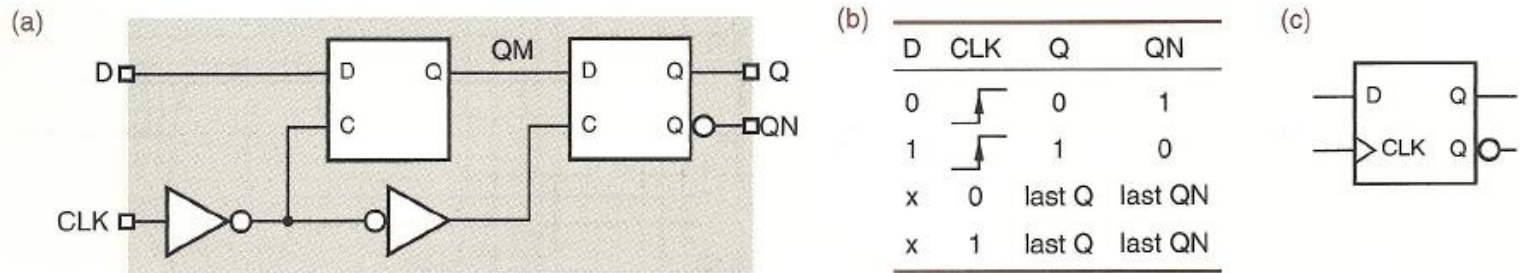 (a)
D
D
Q
C
QM
D
Q
C
Q
Q
QN
CLK
(b)
D CLK Q QN
0 0 1
1 1 0
x 0 last Q last QN
x 1 last Q last QN
(c)
D Q
CLK Q